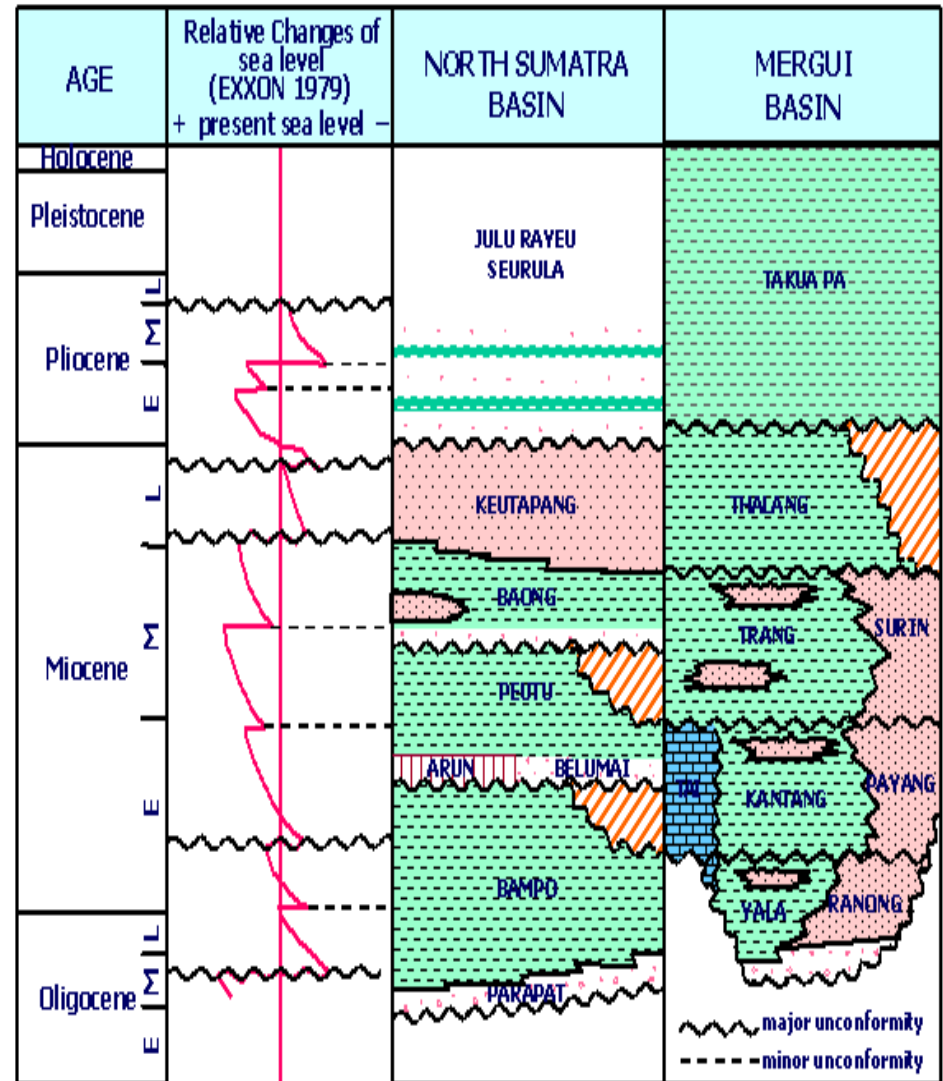 AGE
Relative Changes of
sea level
(EXXON 1979)
+ present sea level -
NORTH SUMATRA
BASIN
MERGUI
BASIN
Holocene
Pleistocene
L
M
Pliocene
E
L
M
Miocene
E
L
M
Oligocene
E
JULU RAYEU
SEURULA
KEUTAPANG
BAONG
PEUTU
ARUN
BELUMAI
BAMPO
PARAPAT
TAKUA PA
THALANG
TRANG
SURIN
TAI
KANTANG
PAYANG
YALA
RANONG
major unconformity
minor unconformity